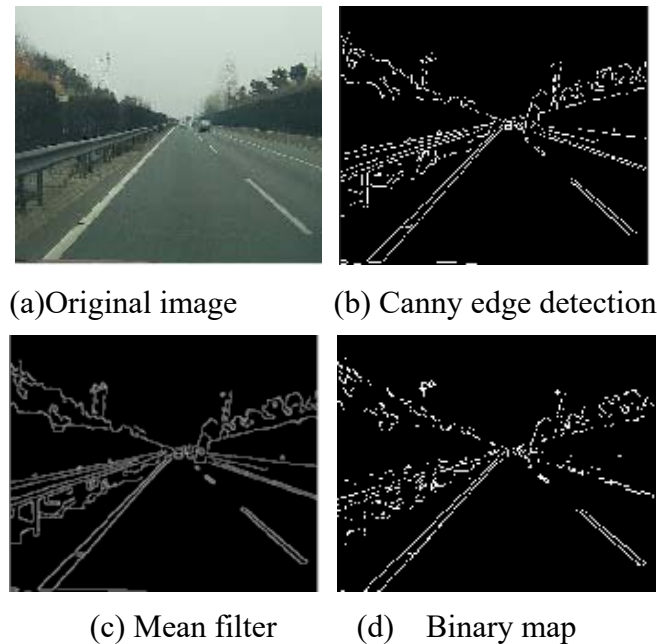 (a)Original image
(b) Canny edge detection
(c) Mean filter
(d) Binary map